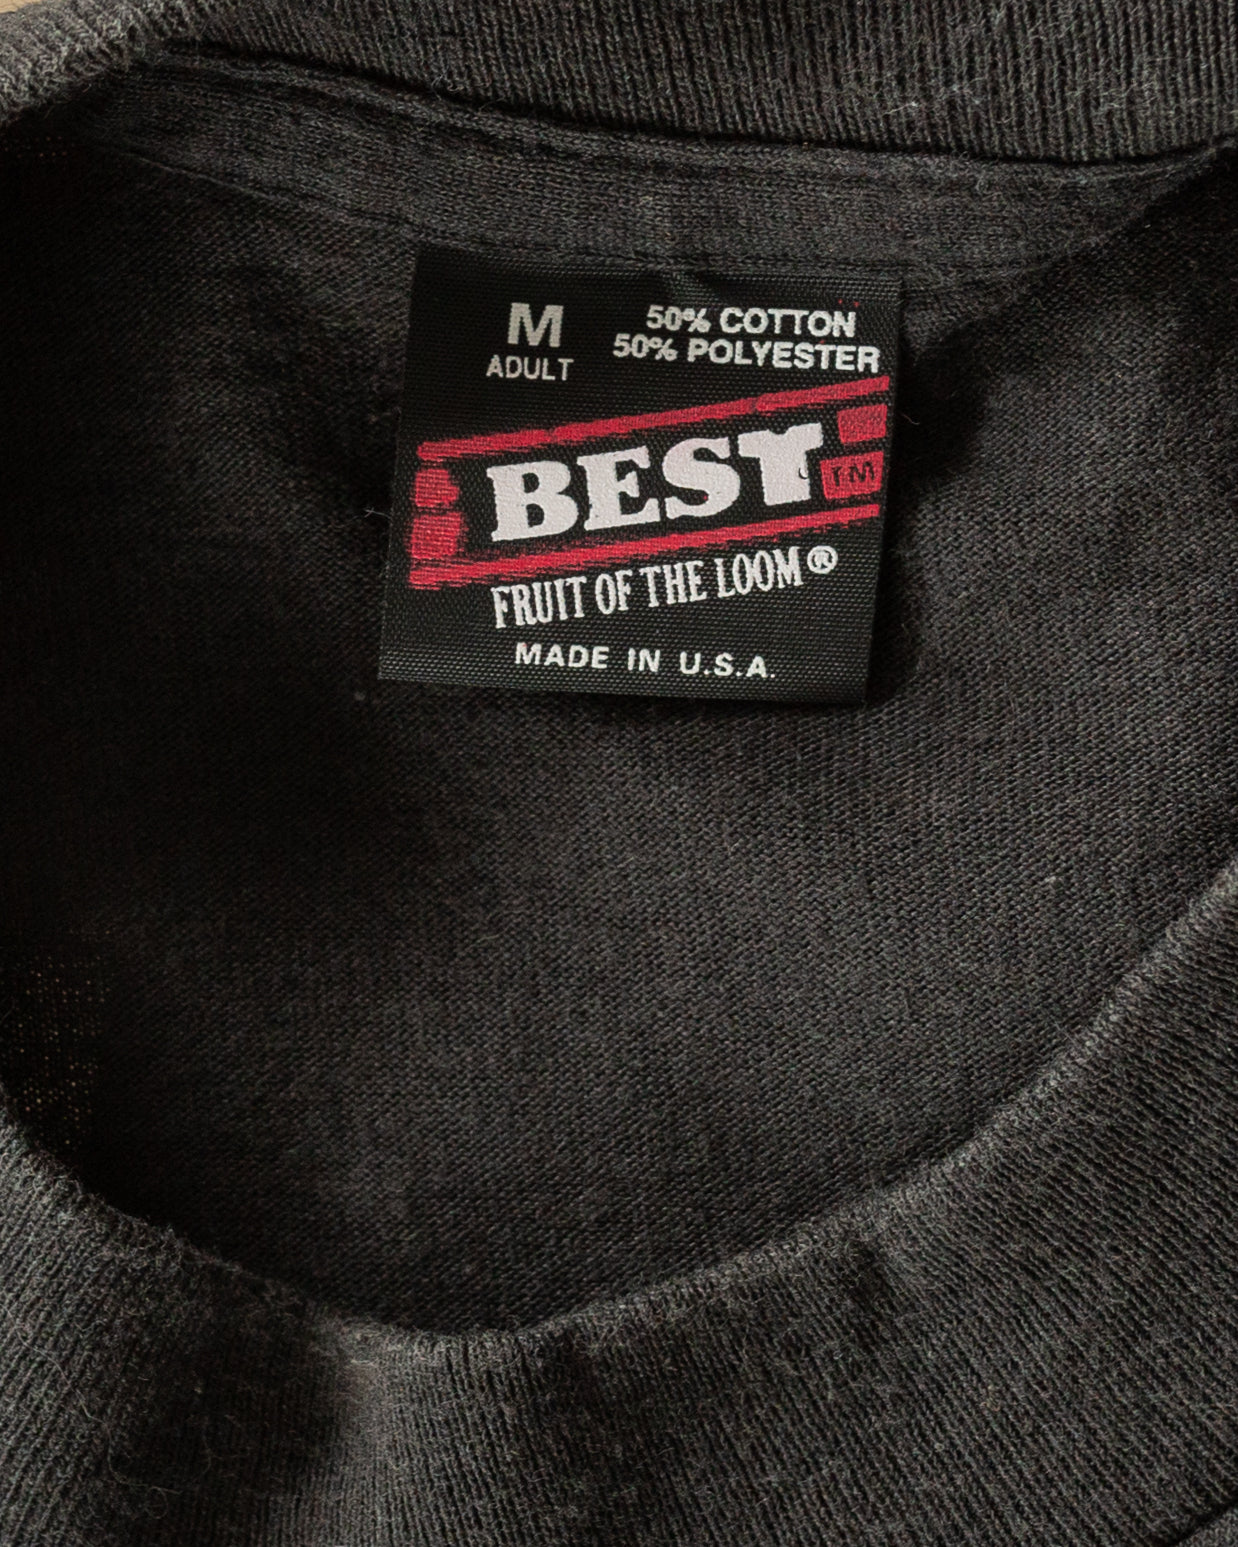 M
ADULT
50% COTTON
50% POLYESTER
BEST
TM
FRUIT OF THE LOOM®
MADE IN U.S.A.